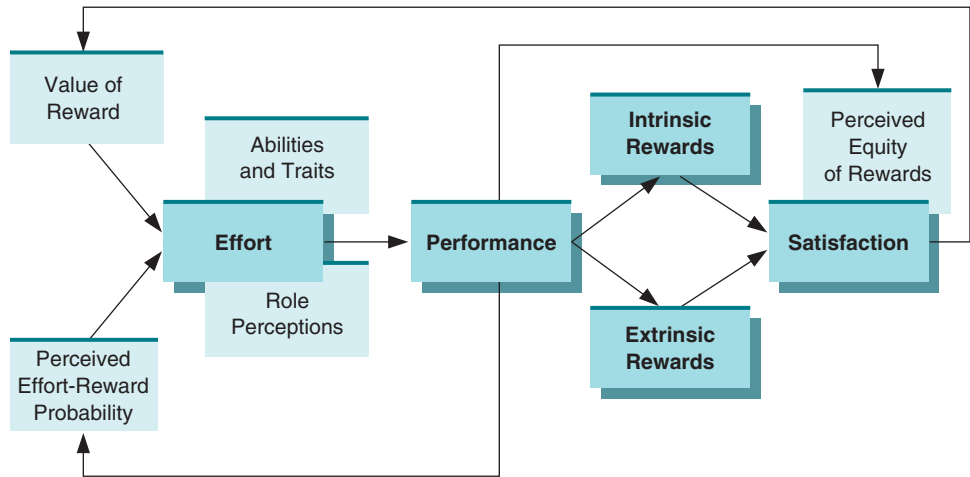 Value of
Reward
Abilities
and Traits
Effort
Role
Perceptions
Perceived
Effort-Reward
Probability
Performance
Intrinsic
Rewards
Extrinsic
Rewards
Perceived
Equity
of Rewards
Satisfaction